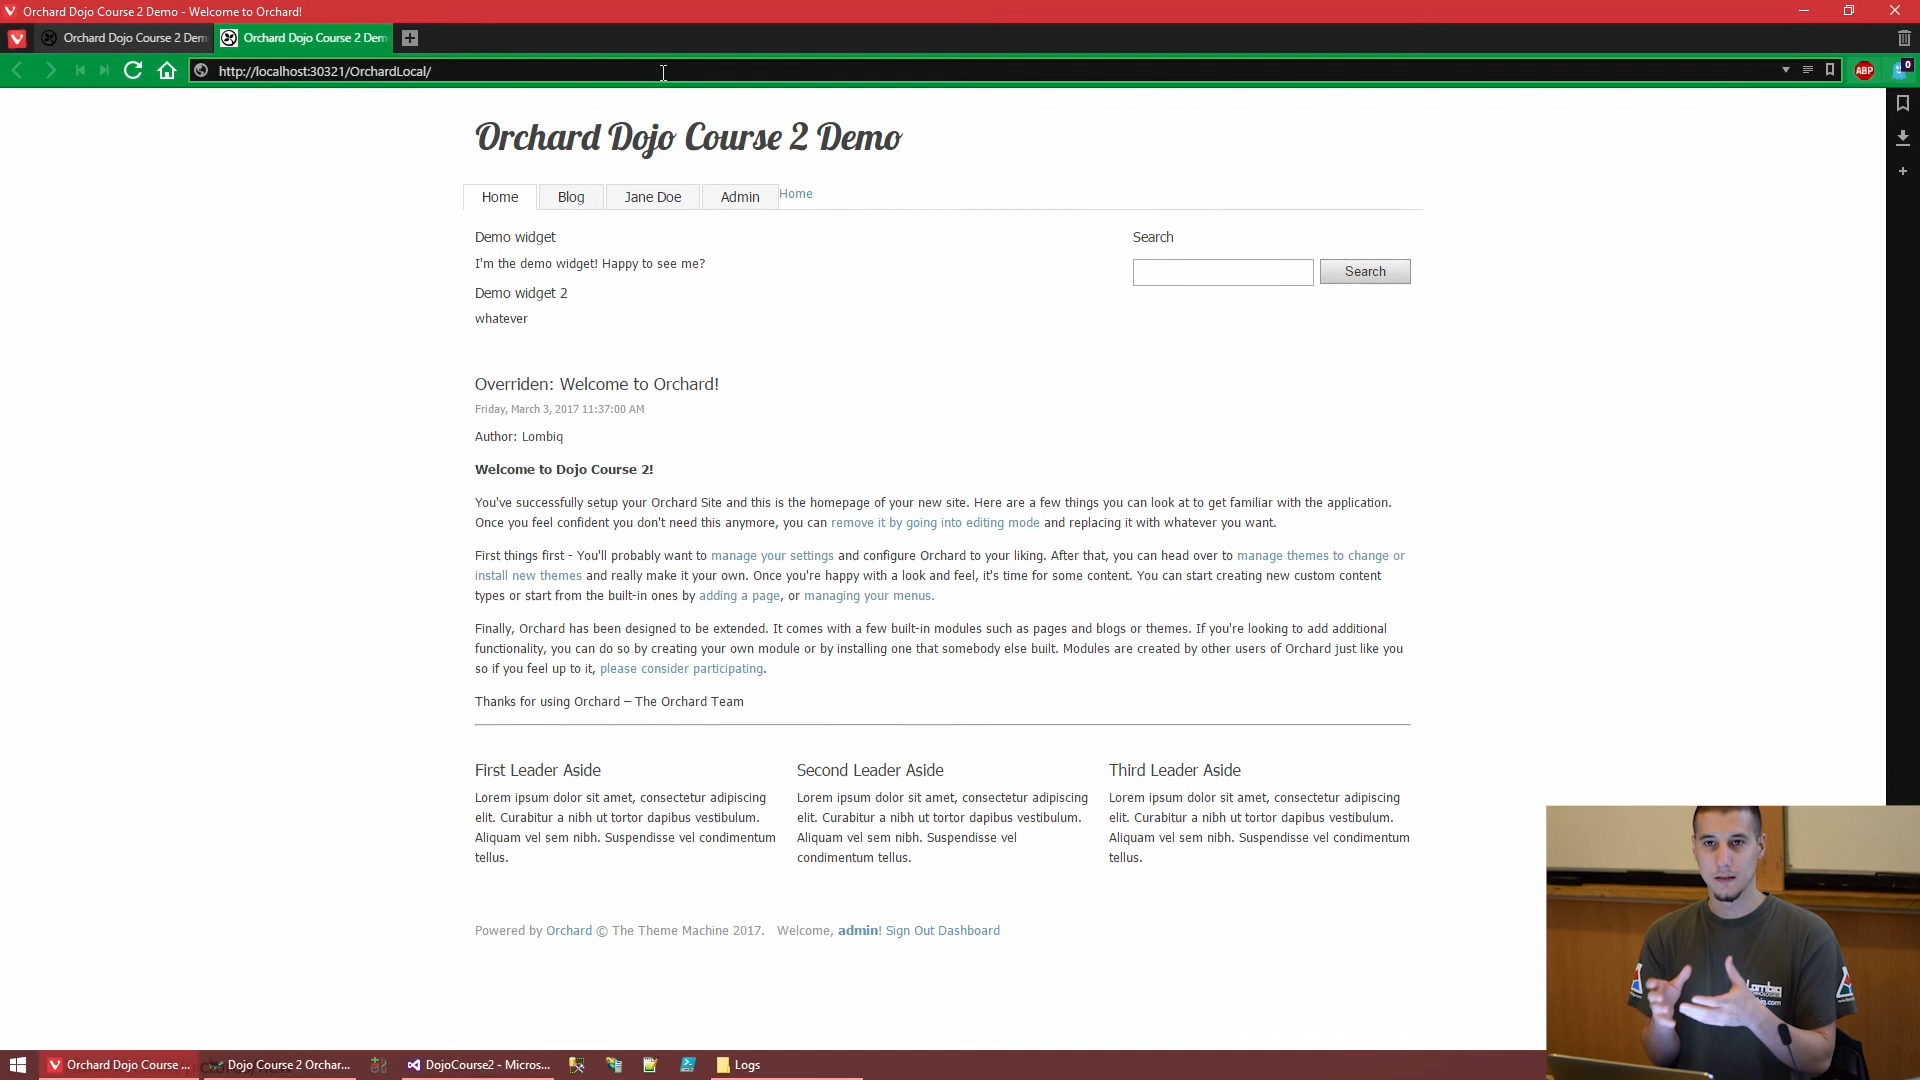 Orchard Dojo Course 2 Demo - Welcome to Orchard!
Orchard Dojo Course 2 Dem
Orchard Dojo Course 2 Dem
http://localhost:30321/OrchardLocal/
ABP
0
Orchard Dojo Course 2 Demo
Home
Blog
Jane Doe
Admin
Home
Demo widget
I'm the demo widget! Happy to see me?
Demo widget 2
whatever
Search
Search
Overriden: Welcome to Orchard!
Friday, March 3, 2017 11:37:00 AM
Author: Lombiq
Welcome to Dojo Course 2!
You've successfully setup your Orchard Site and this is the homepage of your new site. Here are a few things you can look at to get familiar with the application.
Once you feel confident you don't need this anymore, you can remove it by going into editing mode and replacing it with whatever you want.
First things first - You'll probably want to manage your settings and configure Orchard to your liking. After that, you can head over to manage themes to change or
install new themes and really make it your own. Once you're happy with a look and feel, it's time for some content. You can start creating new custom content
types or start from the built-in ones by adding a page, or managing your menus.
Finally, Orchard has been designed to be extended. It comes with a few built-in modules such as pages and blogs or themes. If you're looking to add additional
functionality, you can do so by creating your own module or by installing one that somebody else built. Modules are created by other users of Orchard just like you
so if you feel up to it, please consider participating.
Thanks for using Orchard – The Orchard Team
First Leader Aside
Lorem ipsum dolor sit amet, consectetur adipiscing
elit. Curabitur a nibh ut tortor dapibus vestibulum.
Aliquam vel sem nibh. Suspendisse vel condimentum
tellus.
Second Leader Aside
Lorem ipsum dolor sit amet, consectetur adipiscing
elit. Curabitur a nibh ut tortor dapibus vestibulum.
Aliquam vel sem nibh. Suspendisse vel
condimentum tellus.
Third Leader Aside
Lorem ipsum dolor sit amet, consectetur adipiscing
elit. Curabitur a nibh ut tortor dapibus vestibulum.
Aliquam vel sem nibh. Suspendisse vel condimentum
tellus.
Powered by Orchard © The Theme Machine 2017. Welcome, admin! Sign Out Dashboard
Orchard Dojo Course ...
Dojo Course 2 Orchar...
DojoCourse2 - Micros...
Logs